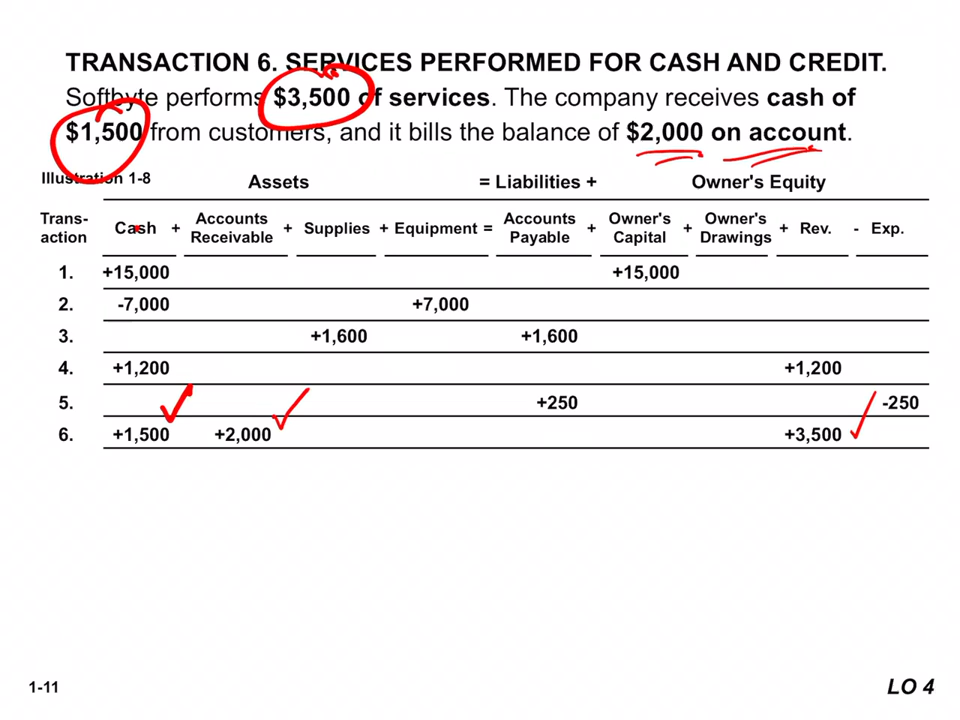 TRANSACTION 6. SERVICES PERFORMED FOR CASH AND CREDIT.
Softbyte performs $3,500 of services. The company receives cash of
$1,500 from customers, and it bills the balance of $2,000 on account.
Illustration 1-8
Assets = Liabilities + Owner's Equity
Trans-action Cash + Accounts Receivable + Supplies + Equipment = Accounts Payable + Owner's Capital + Owner's Drawings + Rev. - Exp.
1. +15,000 +15,000
2. -7,000 +7,000
3. +1,600 +1,600
4. +1,200 +1,200
5. +250 -250
6. +1,500 +2,000 +3,500
1-11 LO 4